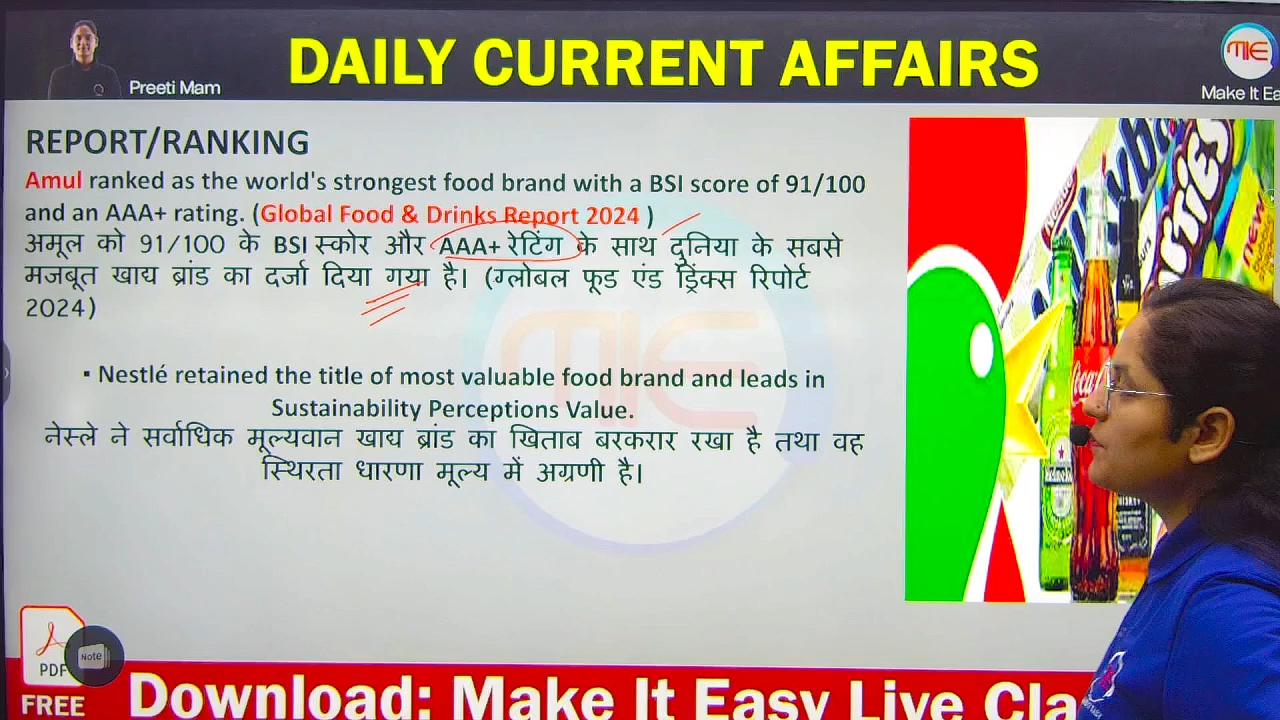 DAILY CURRENT AFFAIRS
MIE
Preeti Mam
Make It Ea
REPORT/RANKING
Amul ranked as the world's strongest food brand with a BSI score of 91/100
and an AAA+ rating. (Global Food & Drinks Report 2024 )
अमूल को 91/100 के BSI स्कोर और AAA+ रेटिंग के साथ दुनिया के सबसे
मजबूत खाद्य ब्रांड का दर्जा दिया गया है। (ग्लोबल फूड एंड ड्रिंक्स रिपोर्ट
2024)
MIE
▪ Nestlé retained the title of most valuable food brand and leads in
Sustainability Perceptions Value.
नेस्ले ने सर्वाधिक मूल्यवान खाद्य ब्रांड का खिताब बरकरार रखा है तथा वह
स्थिरता धारणा मूल्य में अग्रणी है।
PDF
Note
FREE
Download: Make It Easy Live Cla